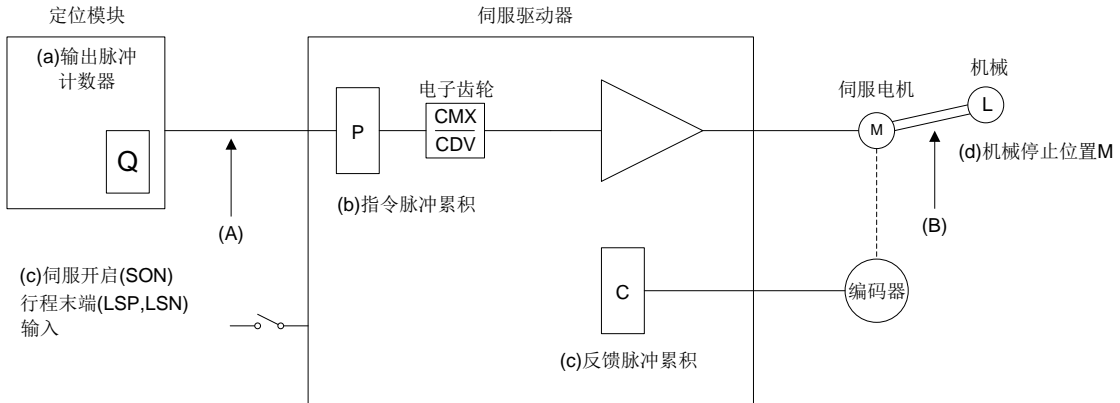 定位模块
伺服驱动器
(a)输出脉冲
计数器
Q
(A)
P
电子齿轮
CMX
CDV
(b)指令脉冲累积
伺服电机
M
机械
L
(d)机械停止位置M
(B)
(c)伺服开启(SON)
行程末端(LSP,LSN)
输入
C
(c)反馈脉冲累积
编码器